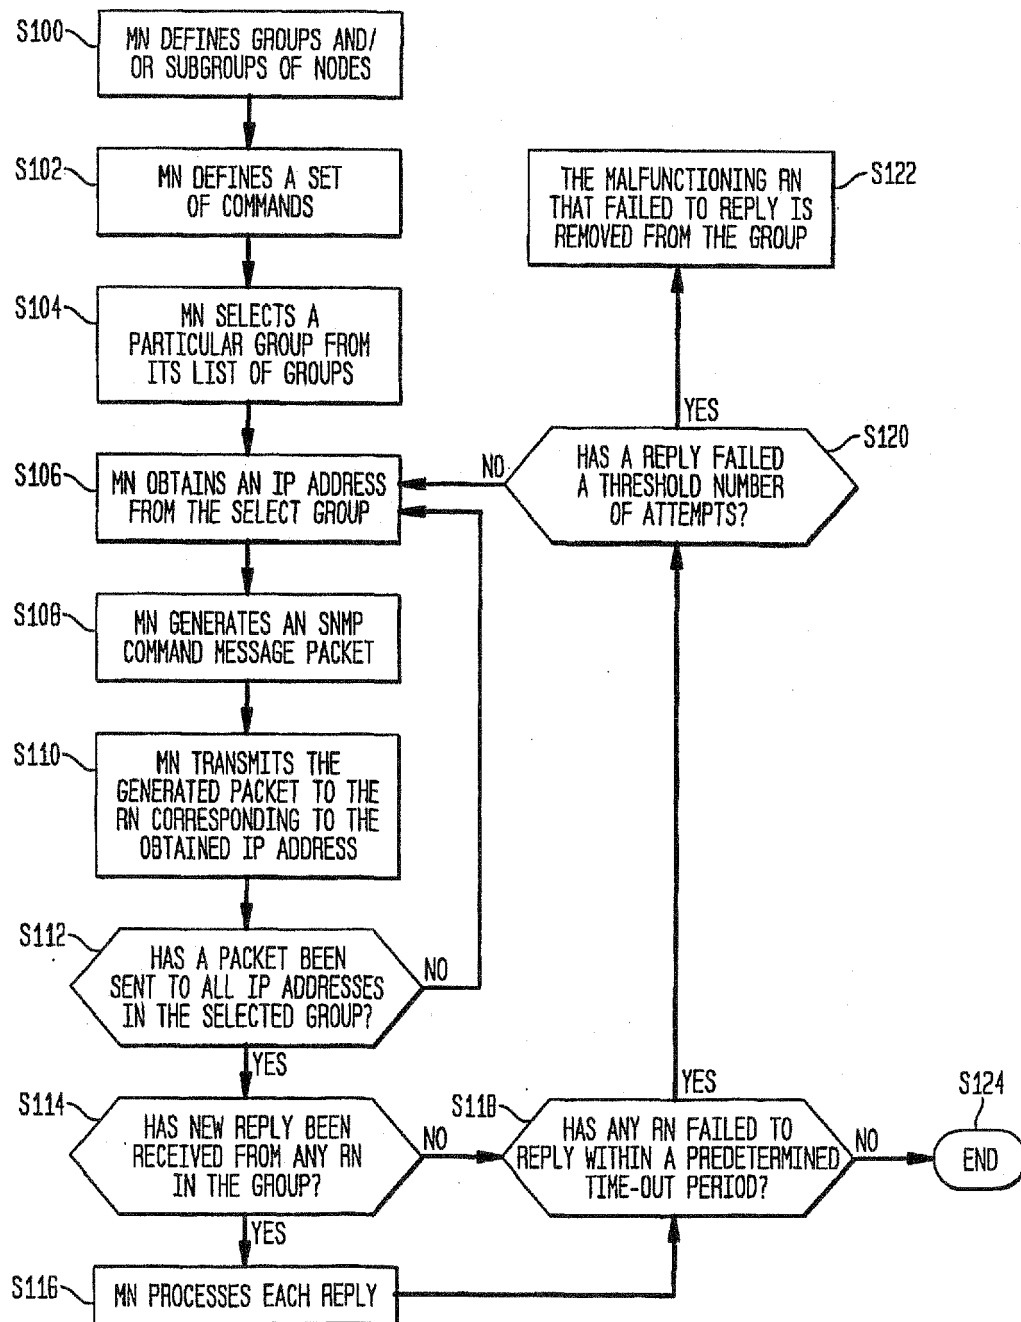 S100
MN DEFINES GROUPS AND/
OR SUBGROUPS OF NODES
S102
MN DEFINES A SET
OF COMMANDS
S104
MN SELECTS A
PARTICULAR GROUP FROM
ITS LIST OF GROUPS
S106
MN OBTAINS AN IP ADDRESS
FROM THE SELECT GROUP
S108
MN GENERATES AN SNMP
COMMAND MESSAGE PACKET
S110
MN TRANSMITS THE
GENERATED PACKET TO THE
RN CORRESPONDING TO THE
OBTAINED IP ADDRESS
S112
HAS A PACKET BEEN
SENT TO ALL IP ADDRESSES
IN THE SELECTED GROUP?
NO
YES
S114
HAS NEW REPLY BEEN
RECEIVED FROM ANY RN
IN THE GROUP?
NO
YES
S116
MN PROCESSES EACH REPLY
S118
HAS ANY RN FAILED TO
REPLY WITHIN A PREDETERMINED
TIME-OUT PERIOD?
YES
NO
S124
END
S120
HAS A REPLY FAILED
A THRESHOLD NUMBER
OF ATTEMPTS?
NO
YES
S122
THE MALFUNCTIONING RN
THAT FAILED TO REPLY IS
REMOVED FROM THE GROUP